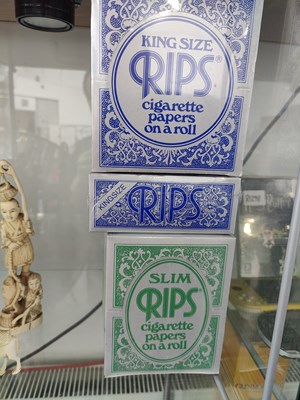 KING SIZE
RIPS®
cigarette
papers
on a roll
KINGSIZE
RIPS
SLIM
RIPS
cigarette
papers
on a roll